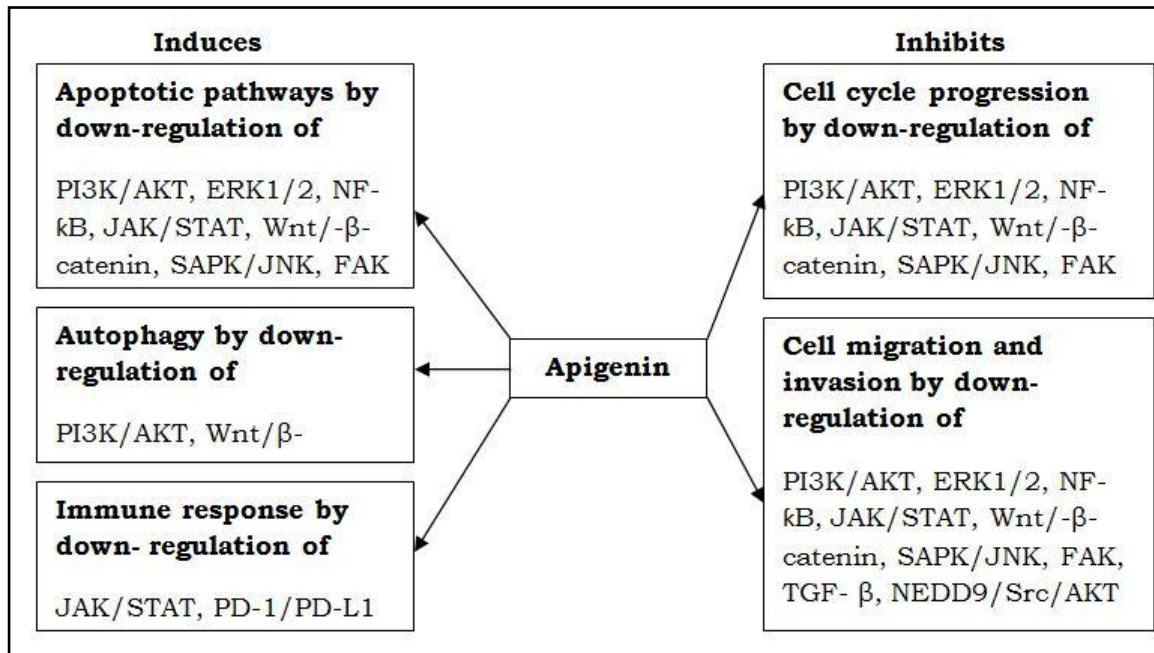 Induces
Apoptotic pathways by
down-regulation of
PI3K/AKT, ERK1/2, NF-
kB, JAK/STAT, Wnt/-β-
catenin, SAPK/JNK, FAK
Autophagy by down-
regulation of
PI3K/AKT, Wnt/β-
Immune response by
down- regulation of
JAK/STAT, PD-1/PD-L1
Apigenin
Inhibits
Cell cycle progression
by down-regulation of
PI3K/AKT, ERK1/2, NF-
kB, JAK/STAT, Wnt/-β-
catenin, SAPK/JNK, FAK
Cell migration and
invasion by down-
regulation of
PI3K/AKT, ERK1/2, NF-
kB, JAK/STAT, Wnt/-β-
catenin, SAPK/JNK, FAK,
TGF- β, NEDD9/Src/AKT